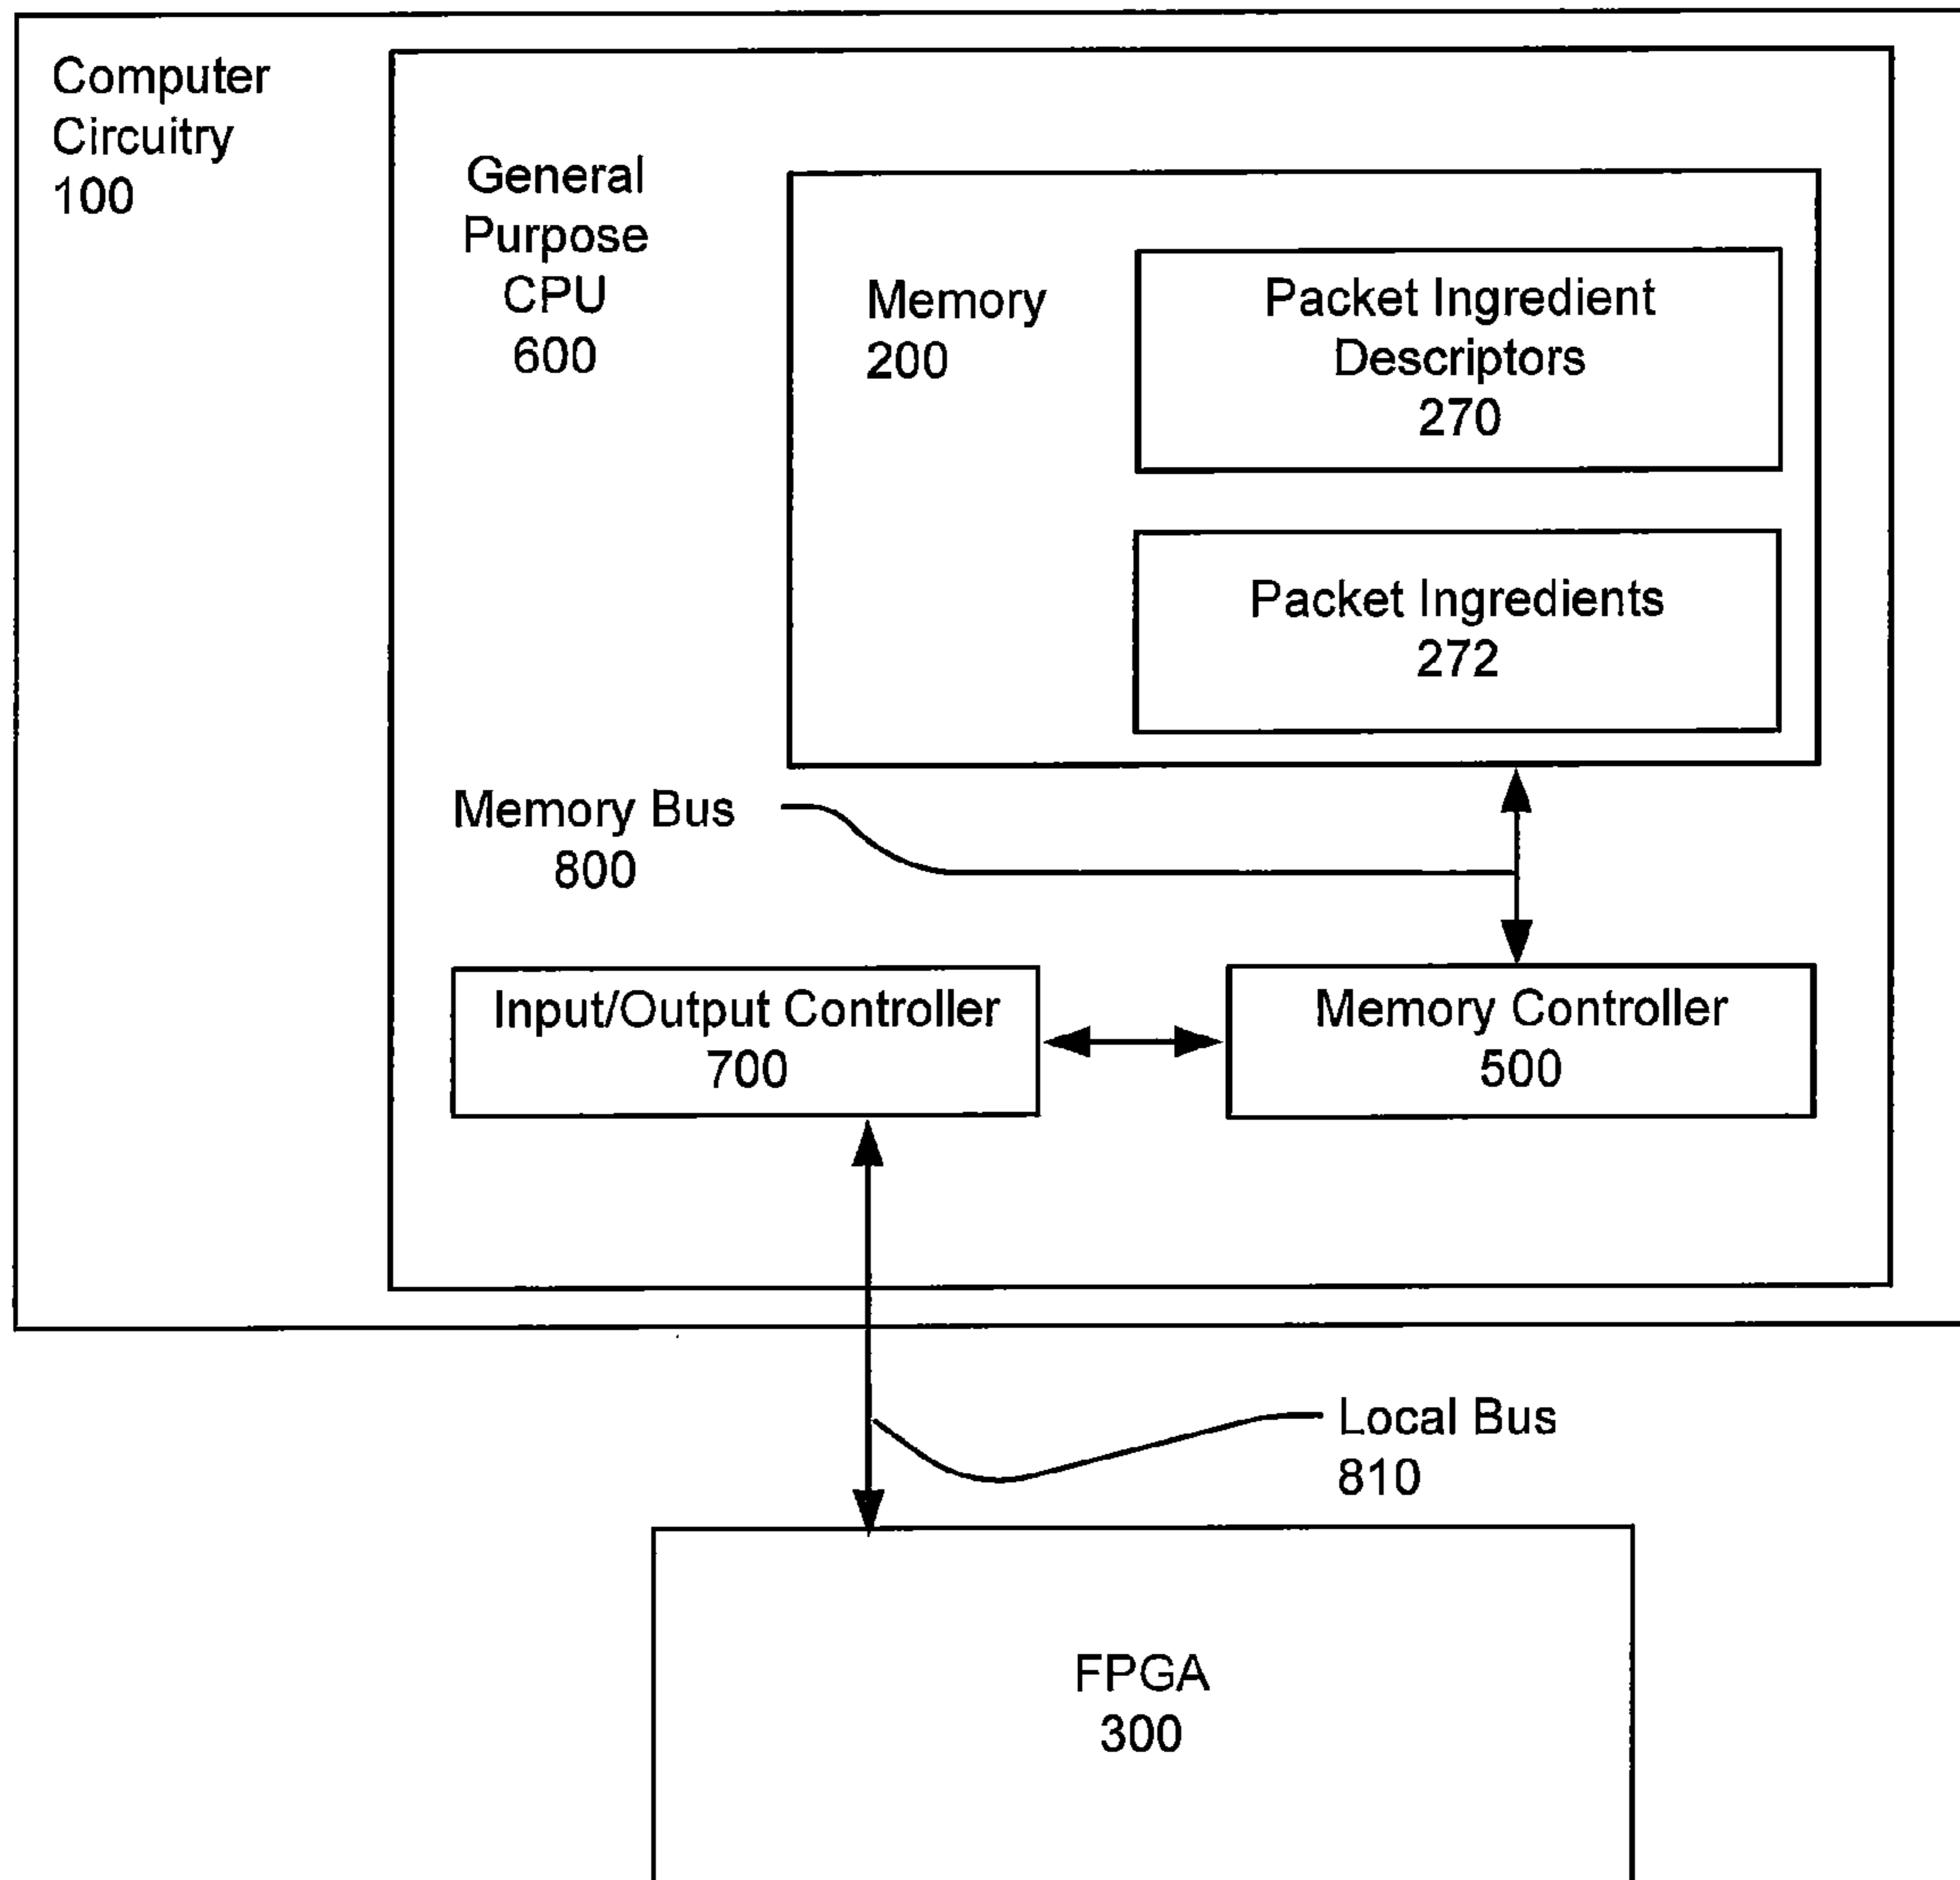 Computer
Circuitry
100
General
Purpose
CPU
600
Memory
200
Packet Ingredient
Descriptors
270
Packet Ingredients
272
Memory Bus
800
Input/Output Controller
700
Memory Controller
500
Local Bus
810
FPGA
300